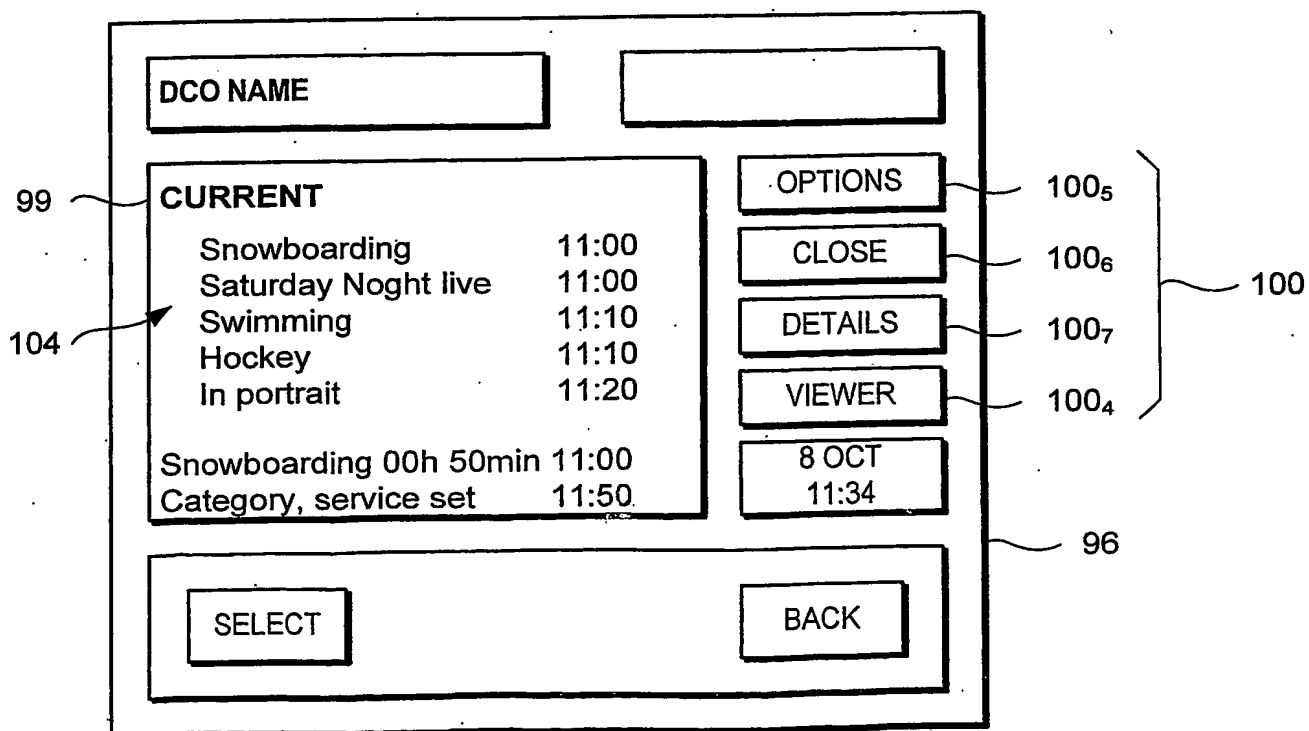 DCO NAME
CURRENT
Snowboarding 11:00
Saturday Noght live 11:00
Swimming 11:10
Hockey 11:10
In portrait 11:20
Snowboarding 00h 50min 11:00
Category, service set 11:50
OPTIONS
CLOSE
DETAILS
VIEWER
8 OCT
11:34
SELECT
BACK
99
104
100₅
100₆
100₇
100₄
100
96